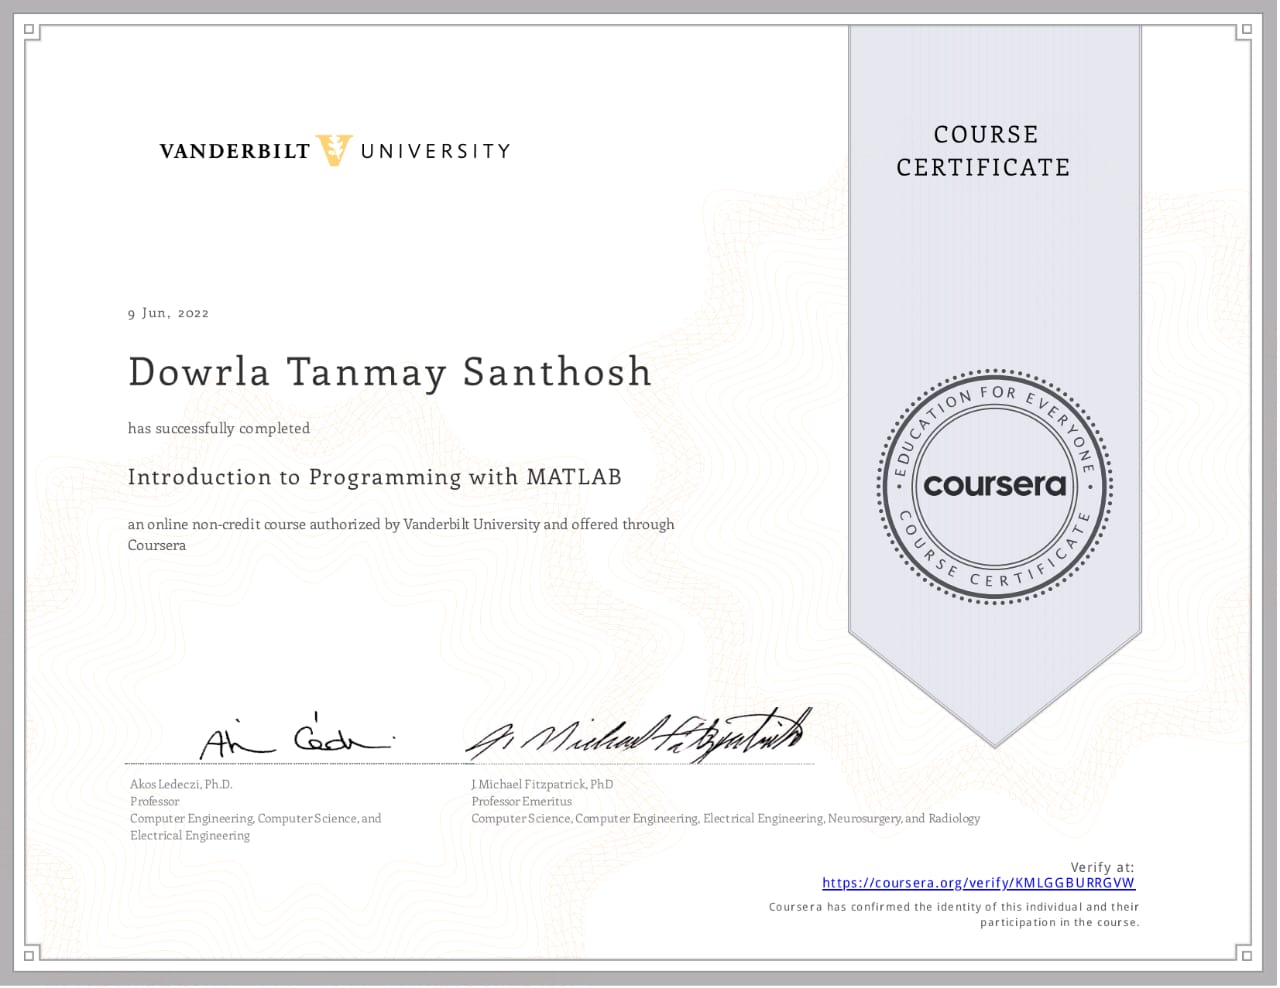 VANDERBILT V UNIVERSITY
COURSE
CERTIFICATE
9 Jun, 2022
Dowrla Tanmay Santhosh
has successfully completed
Introduction to Programming with MATLAB
an online non-credit course authorized by Vanderbilt University and offered through
Coursera
EDUCATION FOR EVERYONE
coursera
COURSE CERTIFICATE
J. Michael Fitzpatrick
Akos Ledeczi, Ph.D.
Professor
Computer Engineering, Computer Science, and
Electrical Engineering
J. Michael Fitzpatrick, PhD
Professor Emeritus
Computer Science, Computer Engineering, Electrical Engineering, Neurosurgery, and Radiology
Verify at:
https://coursera.org/verify/KMLGGBURRGVW
Coursera has confirmed the identity of this individual and their
participation in the course.